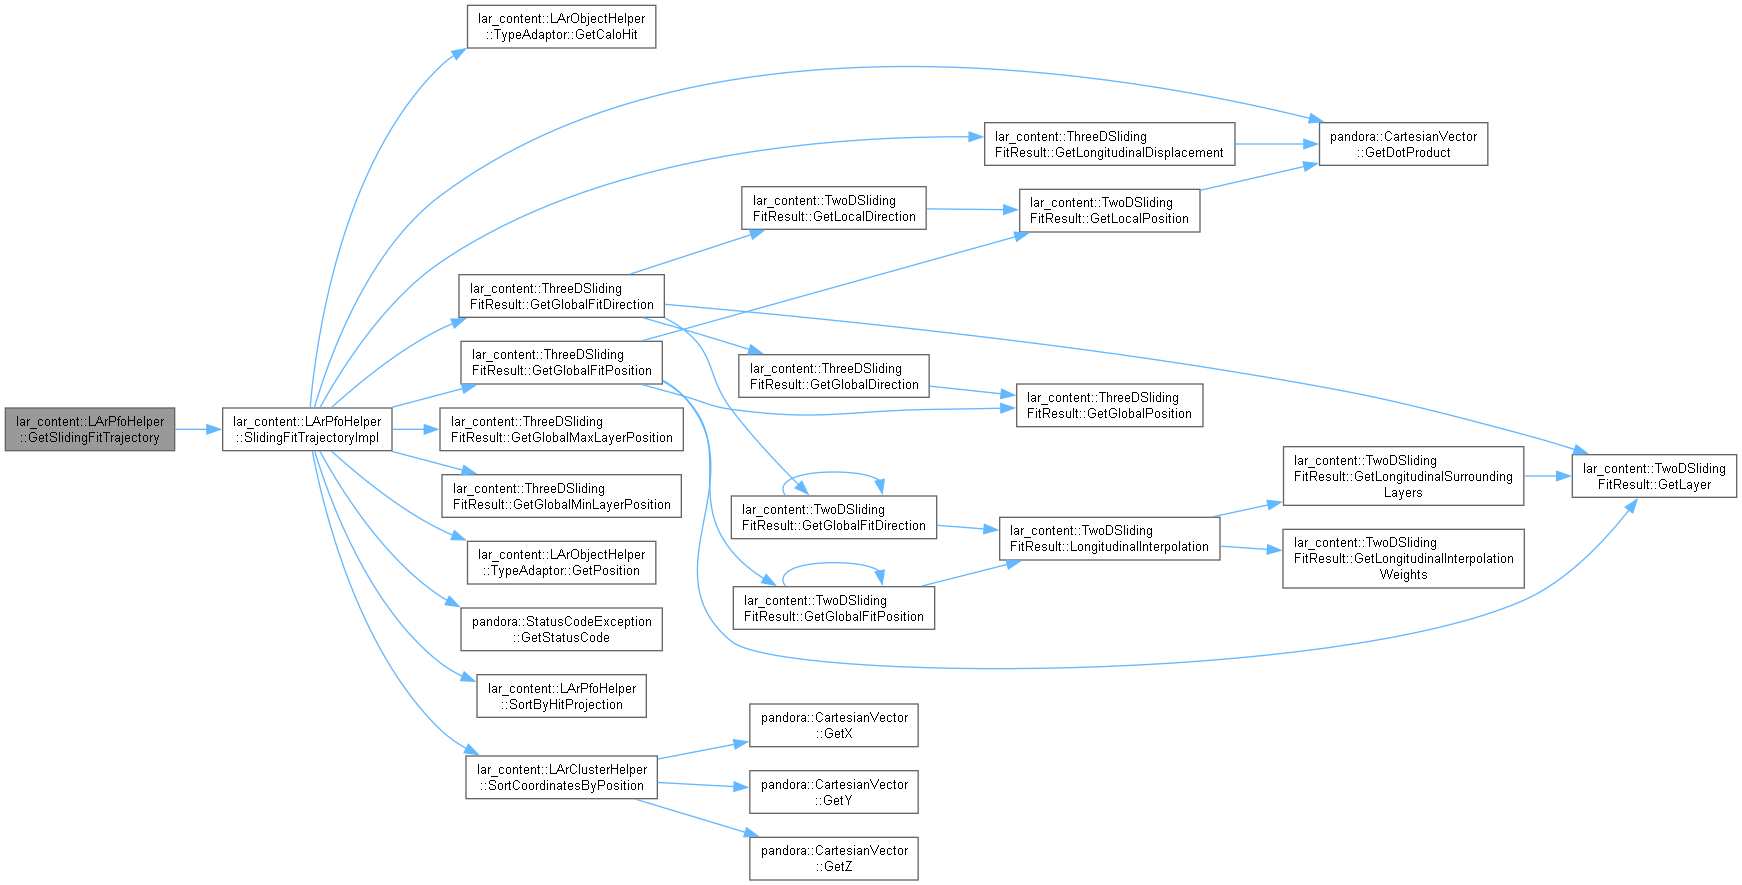 lar_content::LArPfoHelper
::GetSlidingFitTrajectory
lar_content::LArPfoHelper
::SlidingFitTrajectoryImpl
lar_content::LArObjectHelper
::TypeAdaptor::GetCaloHit
lar_content::ThreeDSliding
FitResult::GetGlobalFitDirection
lar_content::ThreeDSliding
FitResult::GetGlobalFitPosition
lar_content::ThreeDSliding
FitResult::GetGlobalMaxLayerPosition
lar_content::ThreeDSliding
FitResult::GetGlobalMinLayerPosition
lar_content::LArObjectHelper
::TypeAdaptor::GetPosition
pandora::StatusCodeException
::GetStatusCode
lar_content::LArPfoHelper
::SortByHitProjection
lar_content::LArClusterHelper
::SortCoordinatesByPosition
lar_content::TwoDSliding
FitResult::GetLocalDirection
lar_content::ThreeDSliding
FitResult::GetGlobalDirection
lar_content::TwoDSliding
FitResult::GetGlobalFitDirection
lar_content::TwoDSliding
FitResult::GetGlobalFitPosition
pandora::CartesianVector
::GetX
pandora::CartesianVector
::GetY
pandora::CartesianVector
::GetZ
lar_content::ThreeDSliding
FitResult::GetLongitudinalDisplacement
lar_content::TwoDSliding
FitResult::GetLocalPosition
lar_content::ThreeDSliding
FitResult::GetGlobalPosition
lar_content::TwoDSliding
FitResult::LongitudinalInterpolation
pandora::CartesianVector
::GetDotProduct
lar_content::TwoDSliding
FitResult::GetLongitudinalSurrounding
Layers
lar_content::TwoDSliding
FitResult::GetLongitudinalInterpolation
Weights
lar_content::TwoDSliding
FitResult::GetLayer